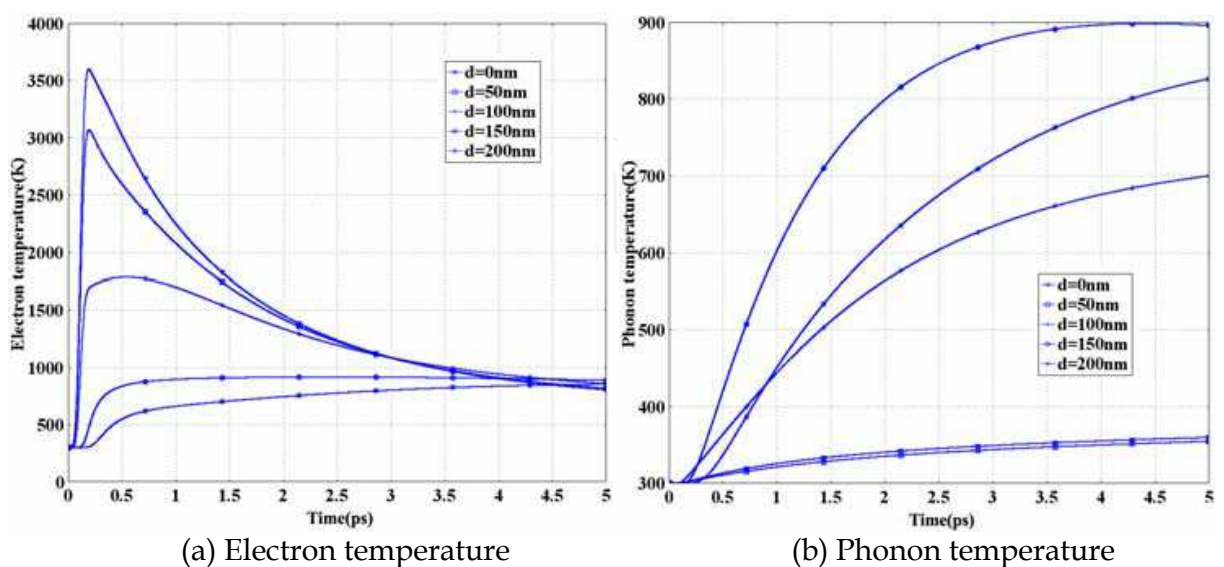 4000
3500
3000
2500
2000
1500
1000
500
0
Electron temperature(K)
d=0nm
d=50nm
d=100nm
d=150nm
d=200nm
0 0.5 1 1.5 2 2.5 3 3.5 4 4.5 5
Time(ps)
(a) Electron temperature
900
800
700
600
500
400
300
Phonon temperature(K)
d=0nm
d=50nm
d=100nm
d=150nm
d=200nm
0 0.5 1 1.5 2 2.5 3 3.5 4 4.5 5
Time(ps)
(b) Phonon temperature